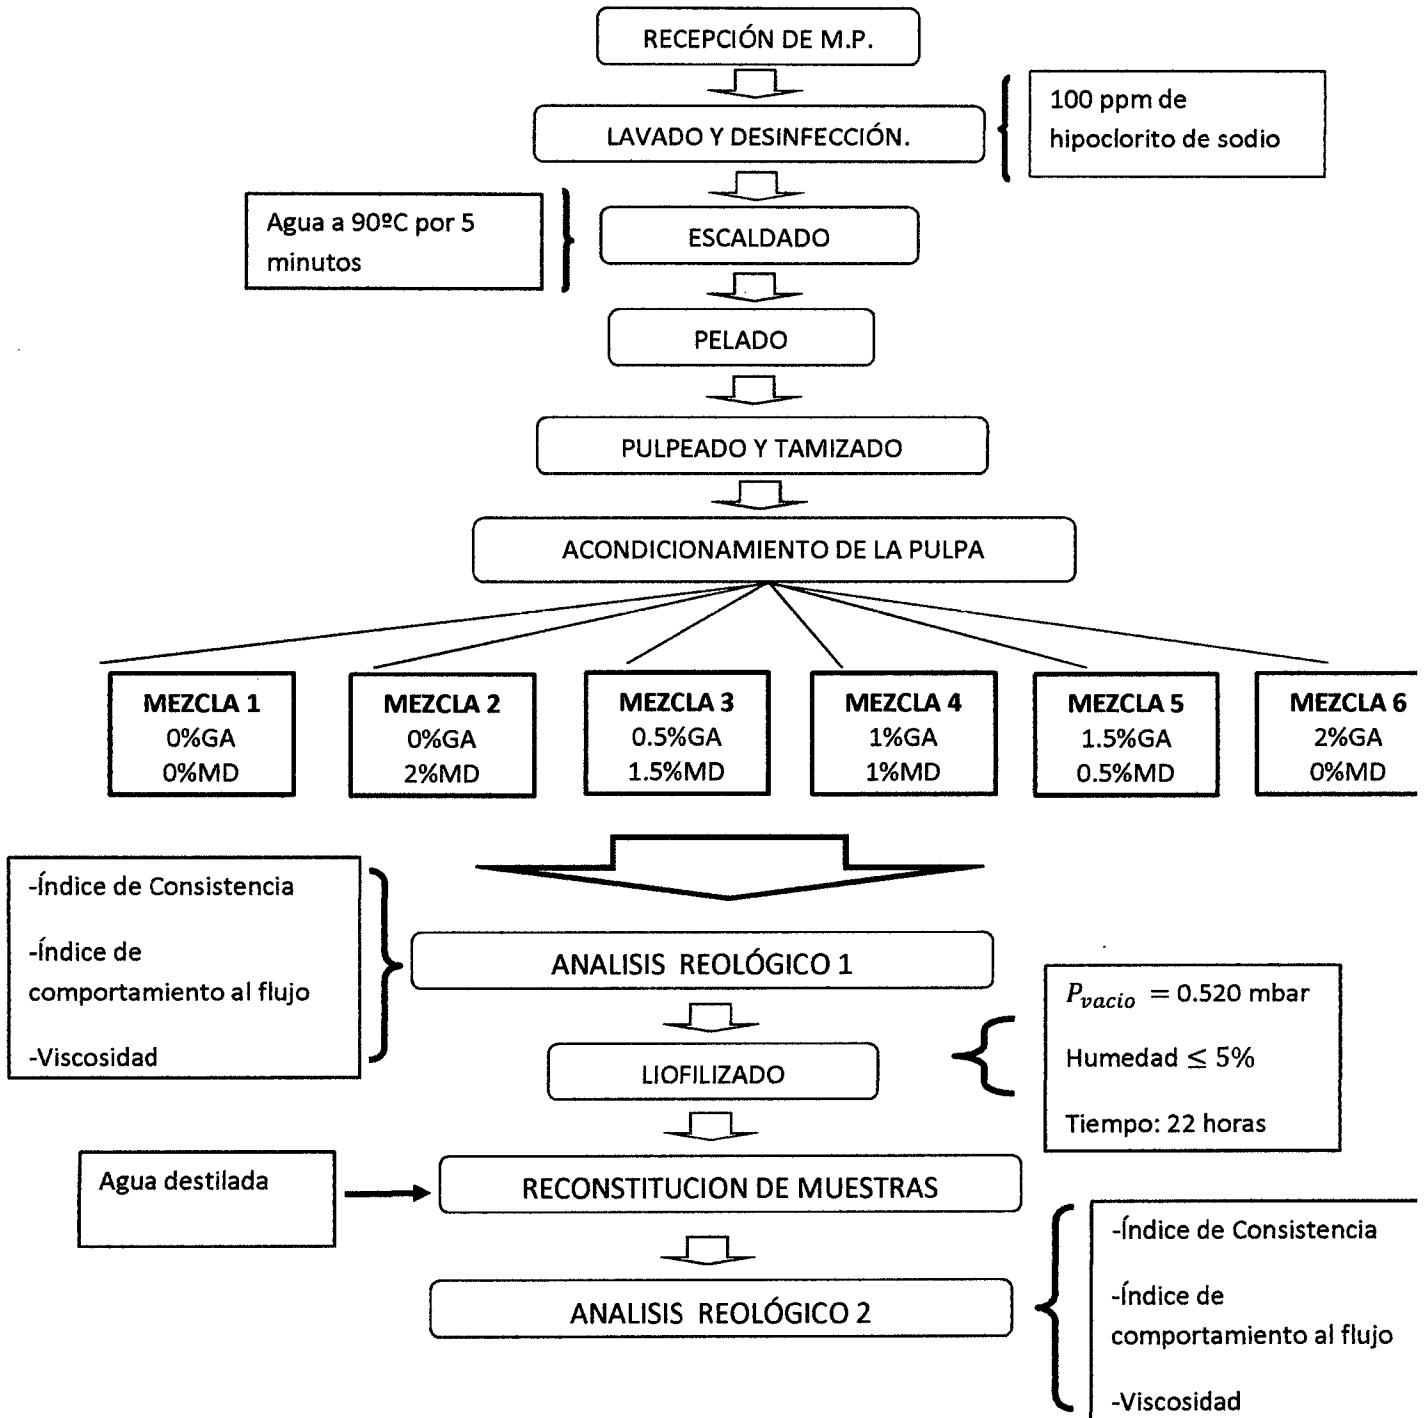 RECEPCIÓN DE M.P.
100 ppm de
hipoclorito de sodio
LAVADO Y DESINFECCIÓN.
Agua a 90ºC por 5
minutos
ESCALDADO
PELADO
PULPEADO Y TAMIZADO
ACONDICIONAMIENTO DE LA PULPA
MEZCLA 1
0%GA
0%MD
MEZCLA 2
0%GA
2%MD
MEZCLA 3
0.5%GA
1.5%MD
MEZCLA 4
1%GA
1%MD
MEZCLA 5
1.5%GA
0.5%MD
MEZCLA 6
2%GA
0%MD
-Índice de Consistencia
-Índice de
comportamiento al flujo
-Viscosidad
ANALISIS REOLÓGICO 1
P_vacio = 0.520 mbar
Humedad ≤ 5%
Tiempo: 22 horas
LIOFILIZADO
Agua destilada
RECONSTITUCION DE MUESTRAS
ANALISIS REOLÓGICO 2
-Índice de Consistencia
-Índice de
comportamiento al flujo
-Viscosidad